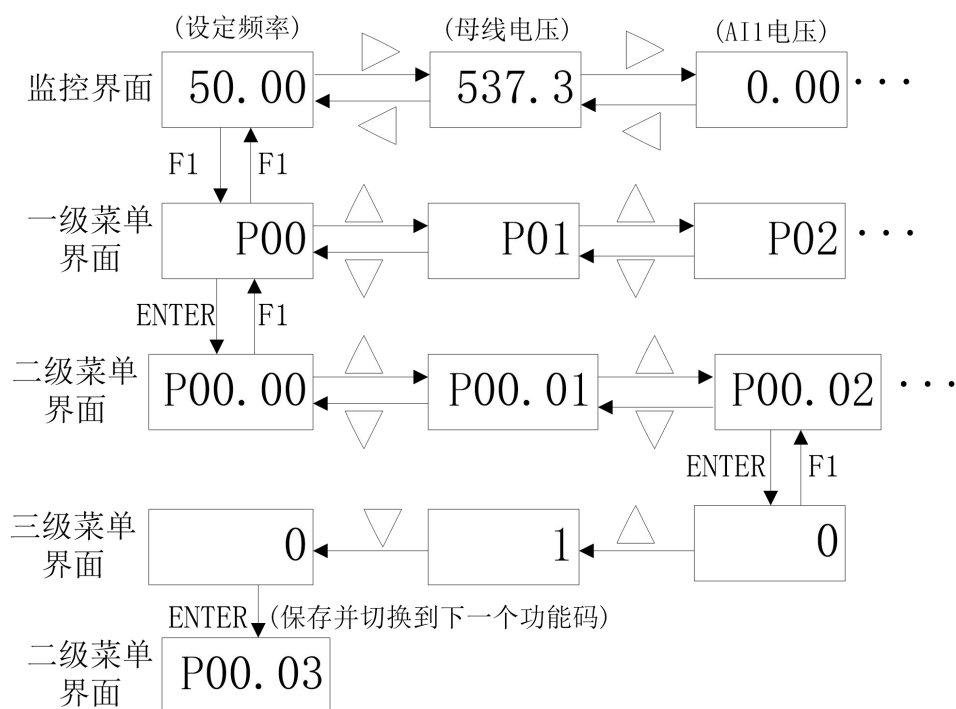 (设定频率) (母线电压) (AI1电压)
监控界面 50.00 537.3 0.00 ···
F1 F1
一级菜单
界面 P00 P01 P02 ···
ENTER F1
二级菜单
界面 P00.00 P00.01 P00.02 ···
ENTER F1
三级菜单
界面 0 1 0
ENTER (保存并切换到下一个功能码)
二级菜单
界面 P00.03